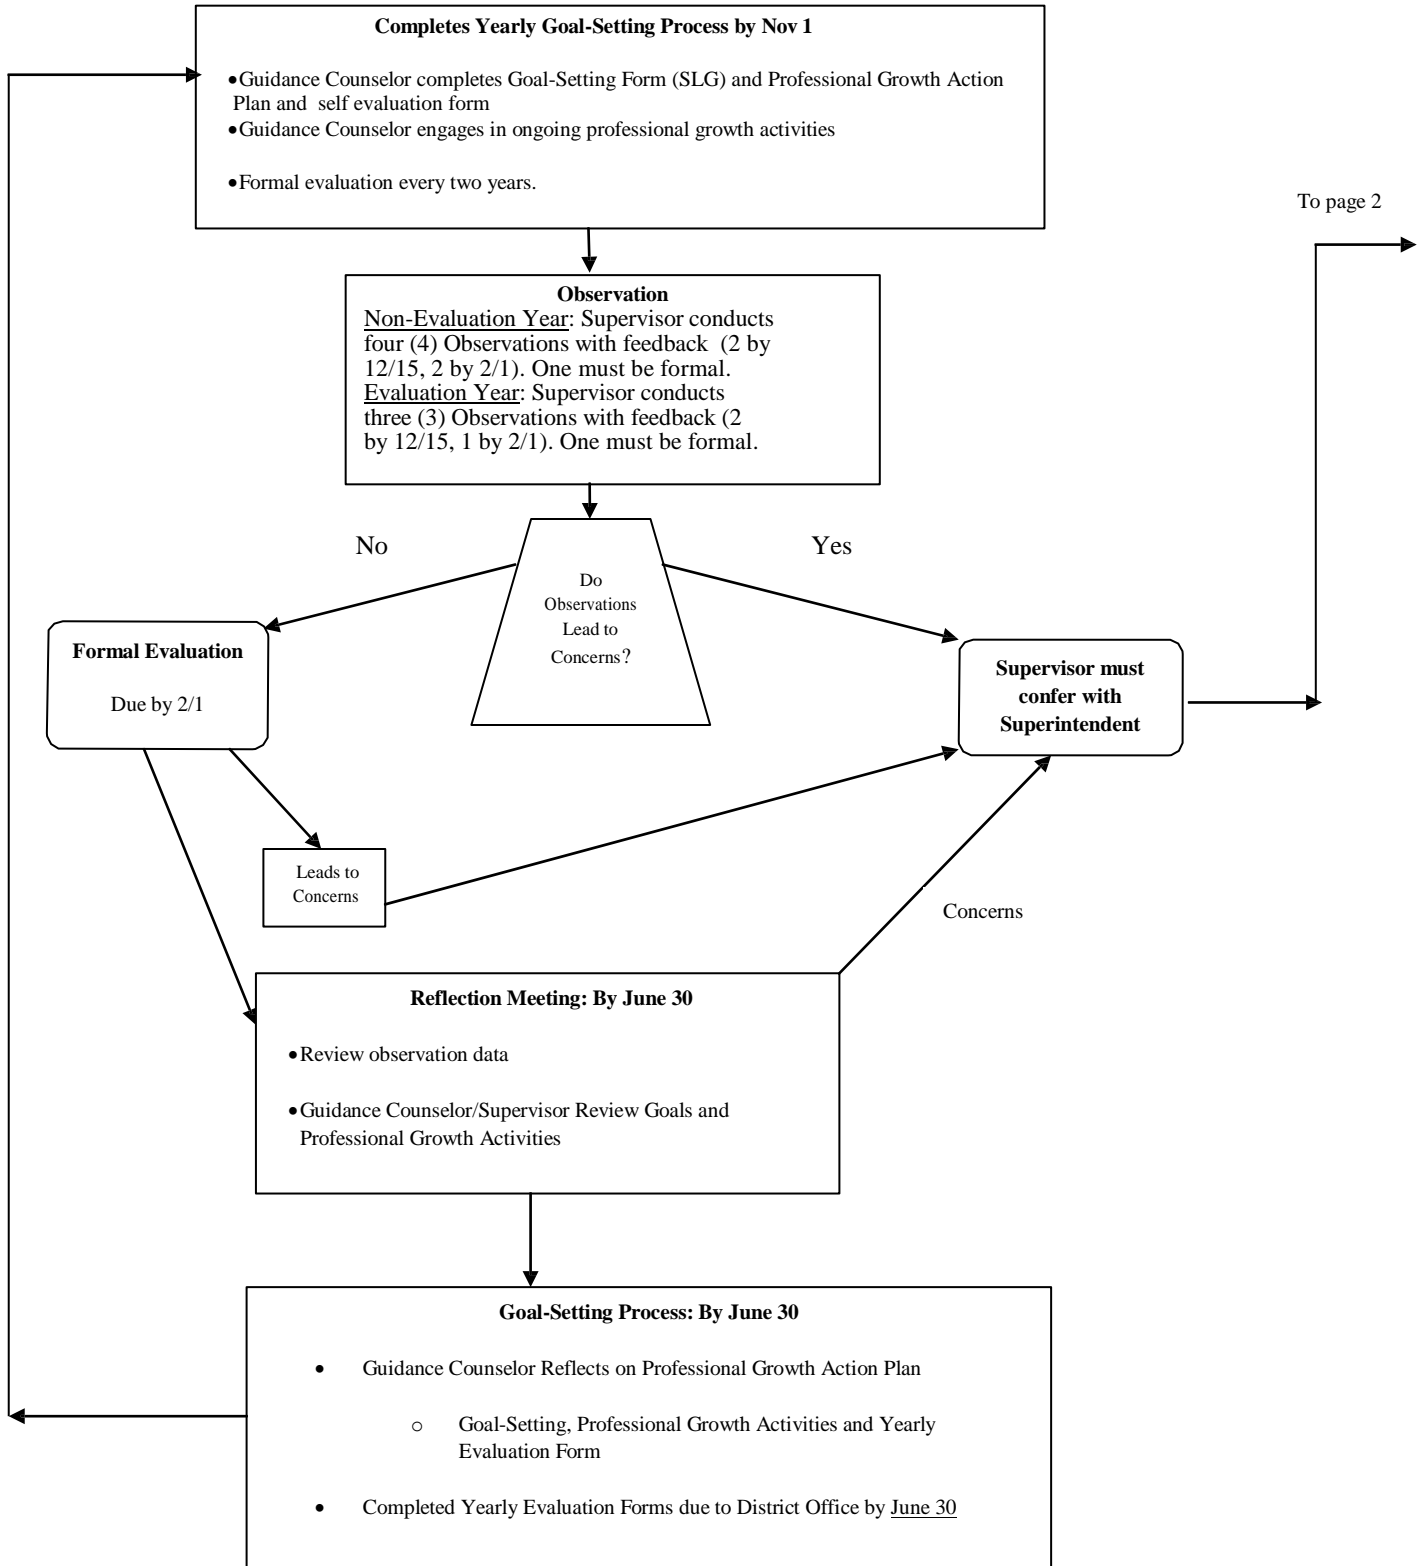 Completes Yearly Goal-Setting Process by Nov 1
•Guidance Counselor completes Goal-Setting Form (SLG) and Professional Growth Action
Plan and self evaluation form
•Guidance Counselor engages in ongoing professional growth activities
•Formal evaluation every two years.
To page 2
Observation
Non-Evaluation Year: Supervisor conducts
four (4) Observations with feedback (2 by
12/15, 2 by 2/1). One must be formal.
Evaluation Year: Supervisor conducts
three (3) Observations with feedback (2
by 12/15, 1 by 2/1). One must be formal.
No
Yes
Do
Observations
Lead to
Concerns?
Formal Evaluation
Due by 2/1
Supervisor must
confer with
Superintendent
Leads to
Concerns
Concerns
Reflection Meeting: By June 30
•Review observation data
•Guidance Counselor/Supervisor Review Goals and
Professional Growth Activities
Goal-Setting Process: By June 30
• Guidance Counselor Reflects on Professional Growth Action Plan
o Goal-Setting, Professional Growth Activities and Yearly
Evaluation Form
• Completed Yearly Evaluation Forms due to District Office by June 30